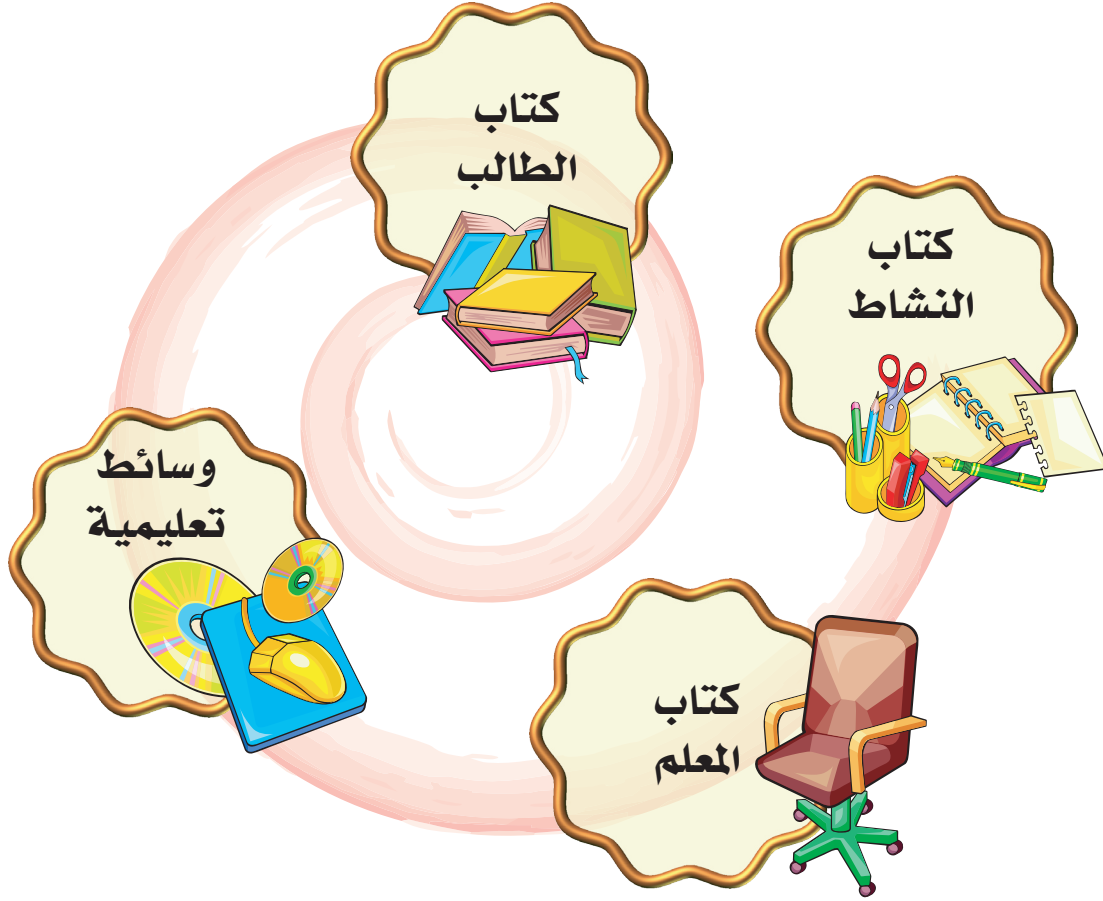 كتاب
الطالب
كتاب
النشاط
وسائط
تعليمية
كتاب
المعلم